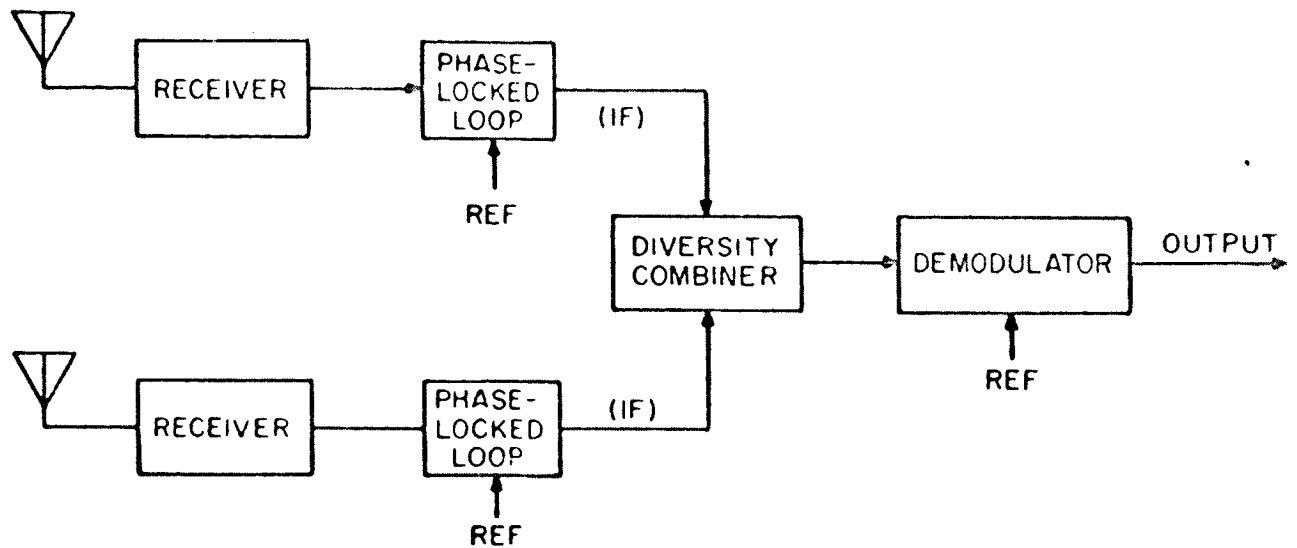 RECEIVER
PHASE-
LOCKED
LOOP
(IF)
REF
DIVERSITY
COMBINER
DEMODULATOR
OUTPUT
REF
RECEIVER
PHASE-
LOCKED
LOOP
(IF)
REF